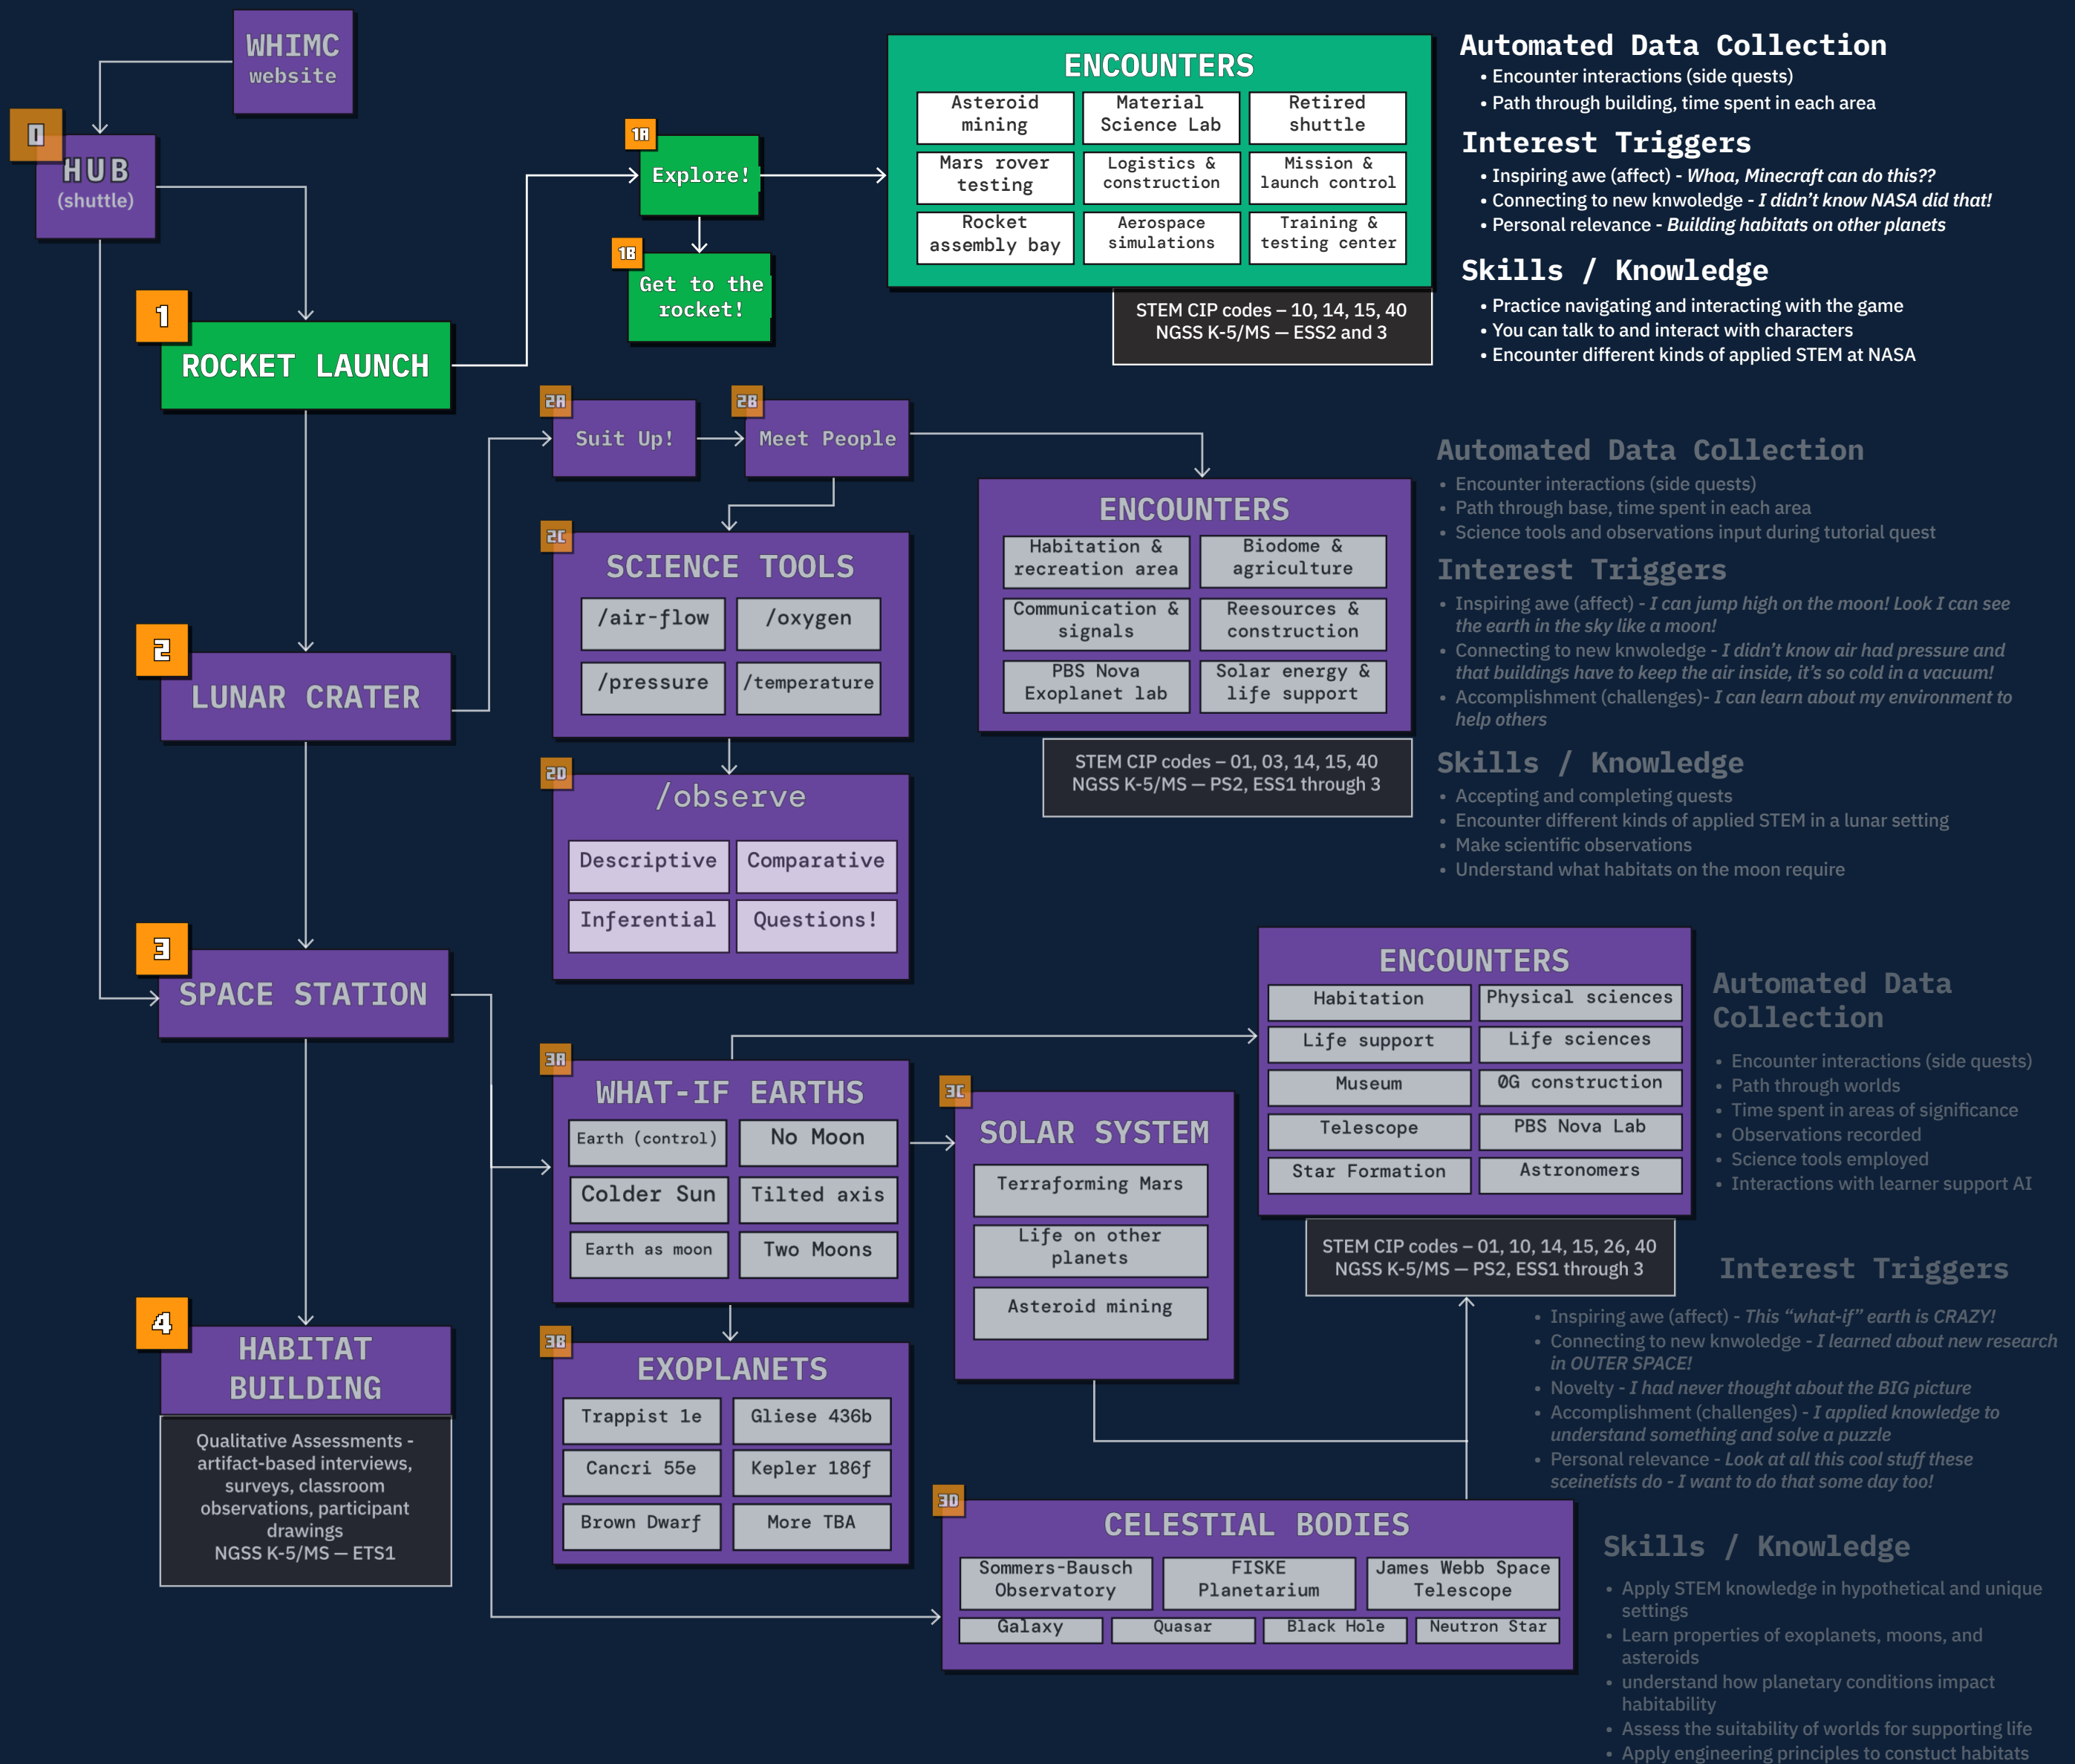 WHIMC
website
0
HUB
(shuttle)
1
ROCKET LAUNCH
1A
Explore!
1B
Get to the
rocket!
ENCOUNTERS
Asteroid
mining
Material
Science Lab
Retired
shuttle
Mars rover
testing
Logistics &
construction
Mission &
launch control
Rocket
assembly bay
Aerospace
simulations
Training &
testing center
STEM CIP codes – 10, 14, 15, 40
NGSS K-5/MS — ESS2 and 3
Automated Data Collection
• Encounter interactions (side quests)
• Path through building, time spent in each area
Interest Triggers
• Inspiring awe (affect) - Whoa, Minecraft can do this??
• Connecting to new knwoledge - I didn't know NASA did that!
• Personal relevance - Building habitats on other planets
Skills / Knowledge
• Practice navigating and interacting with the game
• You can talk to and interact with characters
• Encounter different kinds of applied STEM at NASA
2
LUNAR CRATER
2A
Suit Up!
2B
Meet People
2C
SCIENCE TOOLS
/air-flow
/oxygen
/pressure
/temperature
2D
/observe
Descriptive
Comparative
Inferential
Questions!
ENCOUNTERS
Habitation &
recreation area
Biodome &
agriculture
Communication &
signals
Reesources &
construction
PBS Nova
Exoplanet lab
Solar energy &
life support
STEM CIP codes – 01, 03, 14, 15, 40
NGSS K-5/MS — PS2, ESS1 through 3
Automated Data Collection
• Encounter interactions (side quests)
• Path through base, time spent in each area
• Science tools and observations input during tutorial quest
Interest Triggers
• Inspiring awe (affect) - I can jump high on the moon! Look I can see
the earth in the sky like a moon!
• Connecting to new knwoledge - I didn't know air had pressure and
that buildings have to keep the air inside, it's so cold in a vacuum!
• Accomplishment (challenges)- I can learn about my environment to
help others
Skills / Knowledge
• Accepting and completing quests
• Encounter different kinds of applied STEM in a lunar setting
• Make scientific observations
• Understand what habitats on the moon require
3
SPACE STATION
3A
WHAT-IF EARTHS
Earth (control)
No Moon
Colder Sun
Tilted axis
Earth as moon
Two Moons
3B
EXOPLANETS
Trappist 1e
Gliese 436b
Cancri 55e
Kepler 186f
Brown Dwarf
More TBA
3C
SOLAR SYSTEM
Terraforming Mars
Life on other
planets
Asteroid mining
ENCOUNTERS
Habitation
Physical sciences
Life support
Life sciences
Museum
0G construction
Telescope
PBS Nova Lab
Star Formation
Astronomers
STEM CIP codes – 01, 10, 14, 15, 26, 40
NGSS K-5/MS — PS2, ESS1 through 3
3D
CELESTIAL BODIES
Sommers-Bausch
Observatory
FISKE
Planetarium
James Webb Space
Telescope
Galaxy
Quasar
Black Hole
Neutron Star
Automated Data
Collection
• Encounter interactions (side quests)
• Path through worlds
• Time spent in areas of significance
• Observations recorded
• Science tools employed
• Interactions with learner support AI
Interest Triggers
• Inspiring awe (affect) - This "what-if" earth is CRAZY!
• Connecting to new knwoledge - I learned about new research
in OUTER SPACE!
• Novelty - I had never thought about the BIG picture
• Accomplishment (challenges) - I applied knowledge to
understand something and solve a puzzle
• Personal relevance - Look at all this cool stuff these
sceinetists do - I want to do that some day too!
Skills / Knowledge
• Apply STEM knowledge in hypothetical and unique
settings
• Learn properties of exoplanets, moons, and
asteroids
• understand how planetary conditions impact
habitability
• Assess the suitability of worlds for supporting life
• Apply engineering principles to constuct habitats
4
HABITAT
BUILDING
Qualitative Assessments -
artifact-based interviews,
surveys, classroom
observations, participant
drawings
NGSS K-5/MS — ETS1